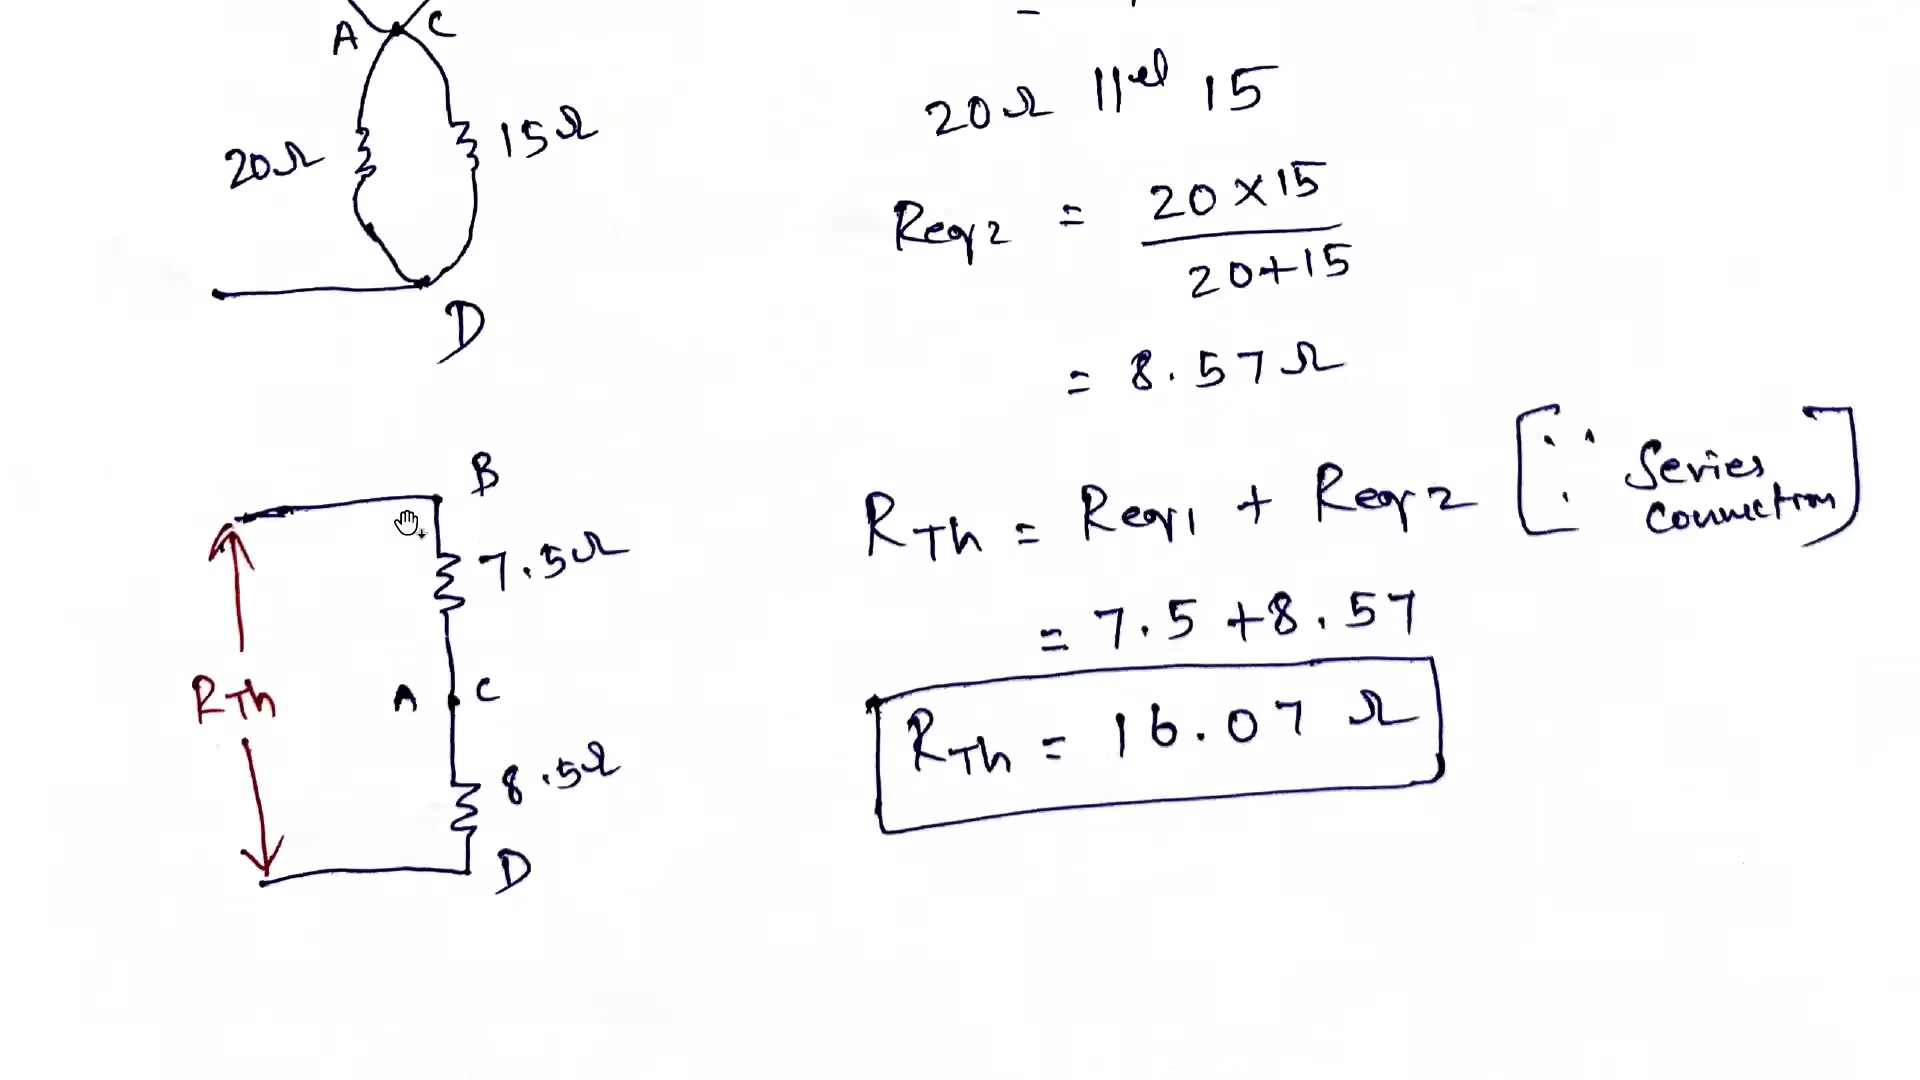 A C
20Ω 15Ω
D
20Ω ||el 15
Req2 = 20 × 15
20+15
= 8.57Ω
RTh = Req1 + Req2 [∵ Series
Connection]
= 7.5 + 8.57
RTh = 16.07 Ω
B
7.5Ω
RTh
A C
8.5Ω
D